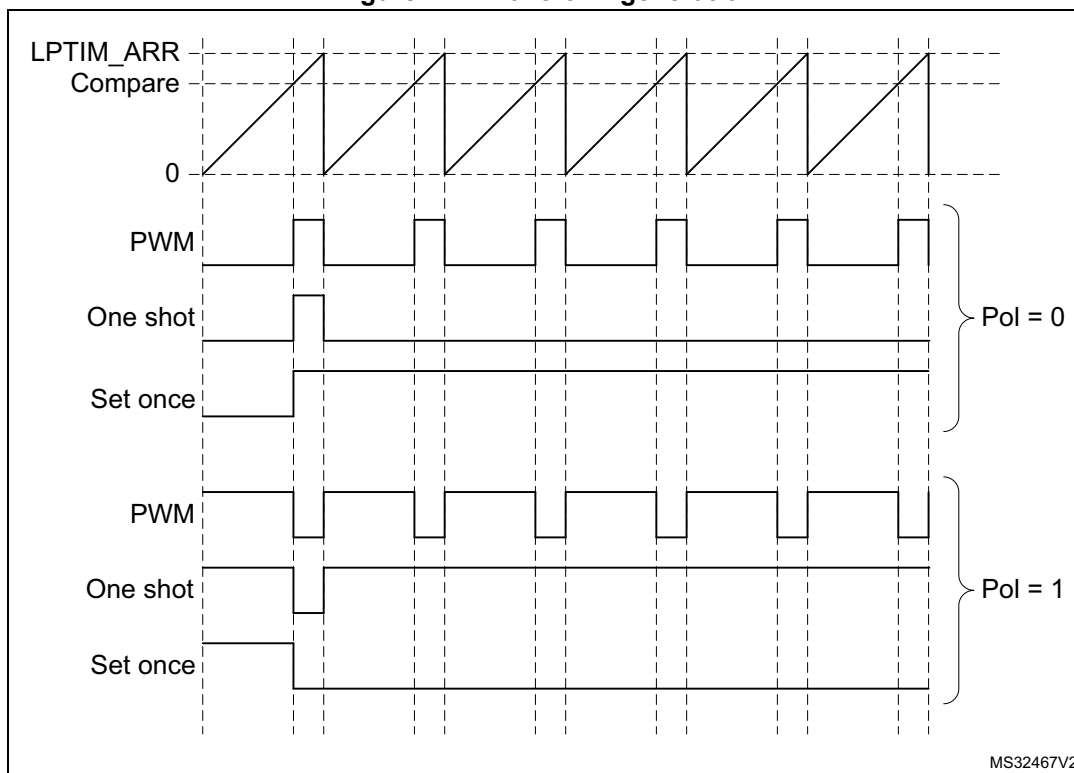 LPTIM_ARR
Compare
0
PWM
One shot
Pol = 0
Set once
PWM
One shot
Pol = 1
Set once
MS32467V2